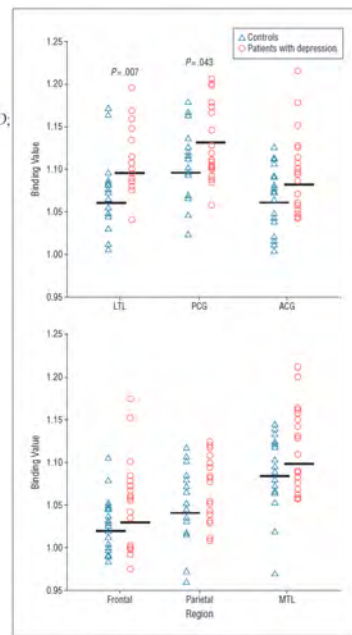 Controls
Patients with depression
1.25
1.20
1.15
1.10
1.05
1.00
0.95
Binding Value
P=.007
P=.043
LTL PCG ACG
1.25
1.20
1.15
1.10
1.05
1.00
0.95
Binding Value
Frontal Parietal MTL
Region